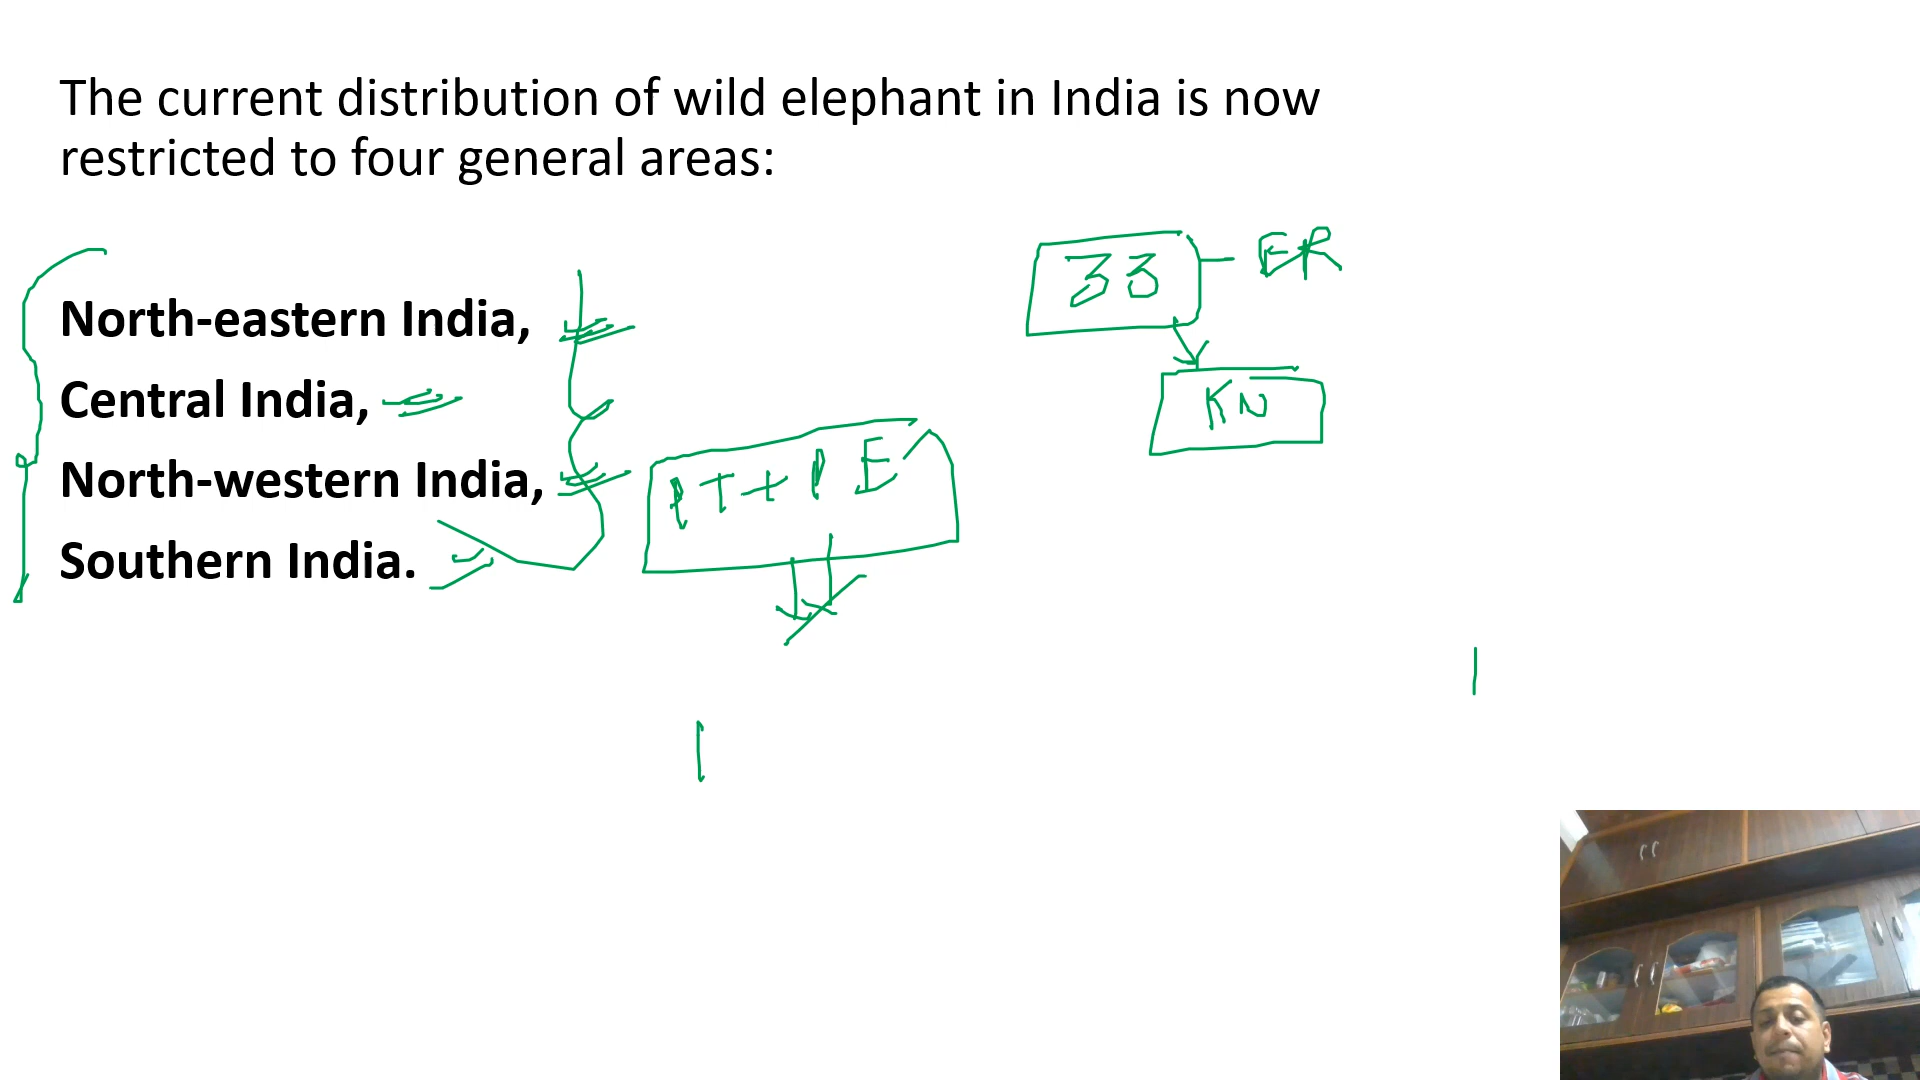 The current distribution of wild elephant in India is now
restricted to four general areas:
33 ER
North-eastern India,
Central India,
KN
North-western India,
PT + PE
Southern India.